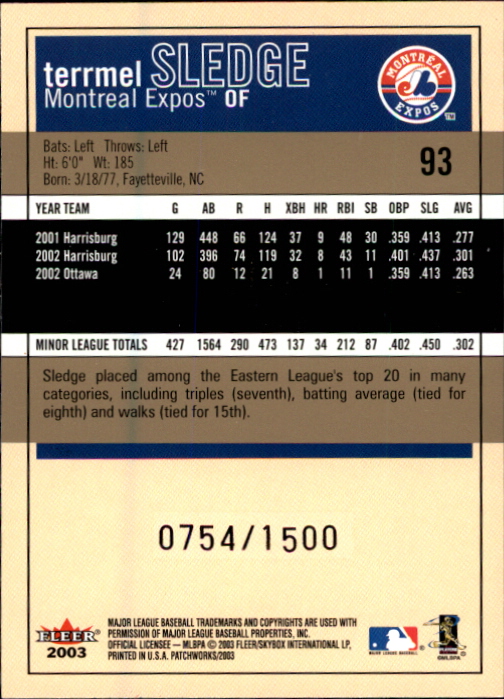 terrmel SLEDGE
Montreal Expos™ OF
MONTREAL
EXPOS
TM
Bats: Left Throws: Left
Ht: 6'0" Wt: 185
Born: 3/18/77, Fayetteville, NC
93
YEAR TEAM G AB R H XBH HR RBI SB OBP SLG AVG
2001 Harrisburg 129 448 66 124 37 9 48 30 .359 .413 .277
2002 Harrisburg 102 396 74 119 32 8 43 11 .401 .437 .301
2002 Ottawa 24 80 12 21 8 1 11 1 .359 .413 .263
MINOR LEAGUE TOTALS 427 1564 290 473 137 34 212 87 .402 .450 .302
Sledge placed among the Eastern League's top 20 in many
categories, including triples (seventh), batting average (tied for
eighth) and walks (tied for 15th).
0754/1500
FLEER
2003
MAJOR LEAGUE BASEBALL TRADEMARKS AND COPYRIGHTS ARE USED WITH
PERMISSION OF MAJOR LEAGUE BASEBALL PROPERTIES, INC.
OFFICIAL LICENSEE – MLBPA © 2003 FLEER/SKYBOX INTERNATIONAL LP,
PRINTED IN U.S.A. PATCHWORKS/2003
MAJOR LEAGUE BASEBALL
©MLBPA